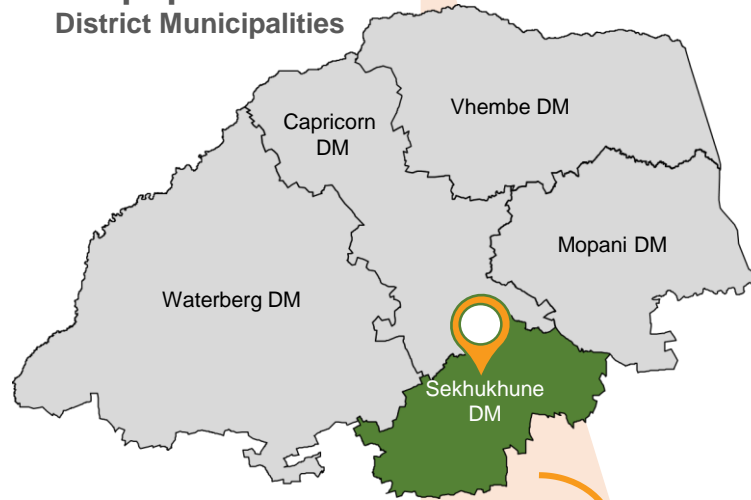 District Municipalities
Vhembe DM
Capricorn
DM
Mopani DM
Waterberg DM
Sekhukhune
DM